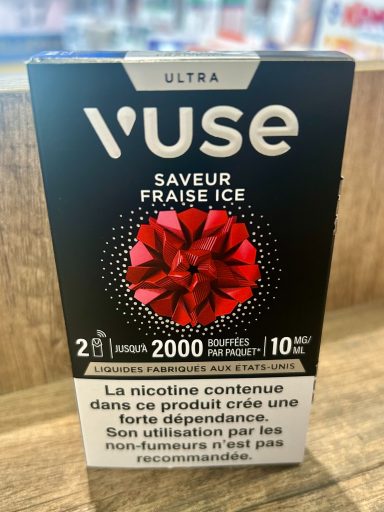 ULTRA
vuse
SAVEUR
FRAISE ICE
2 JUSQU'À 2000 BOUFFÉES PAR PAQUET* 10 MG/ML
LIQUIDES FABRIQUÉS AUX ÉTATS-UNIS
La nicotine contenue
dans ce produit crée une
forte dépendance.
Son utilisation par les
non-fumeurs n'est pas
recommandée.